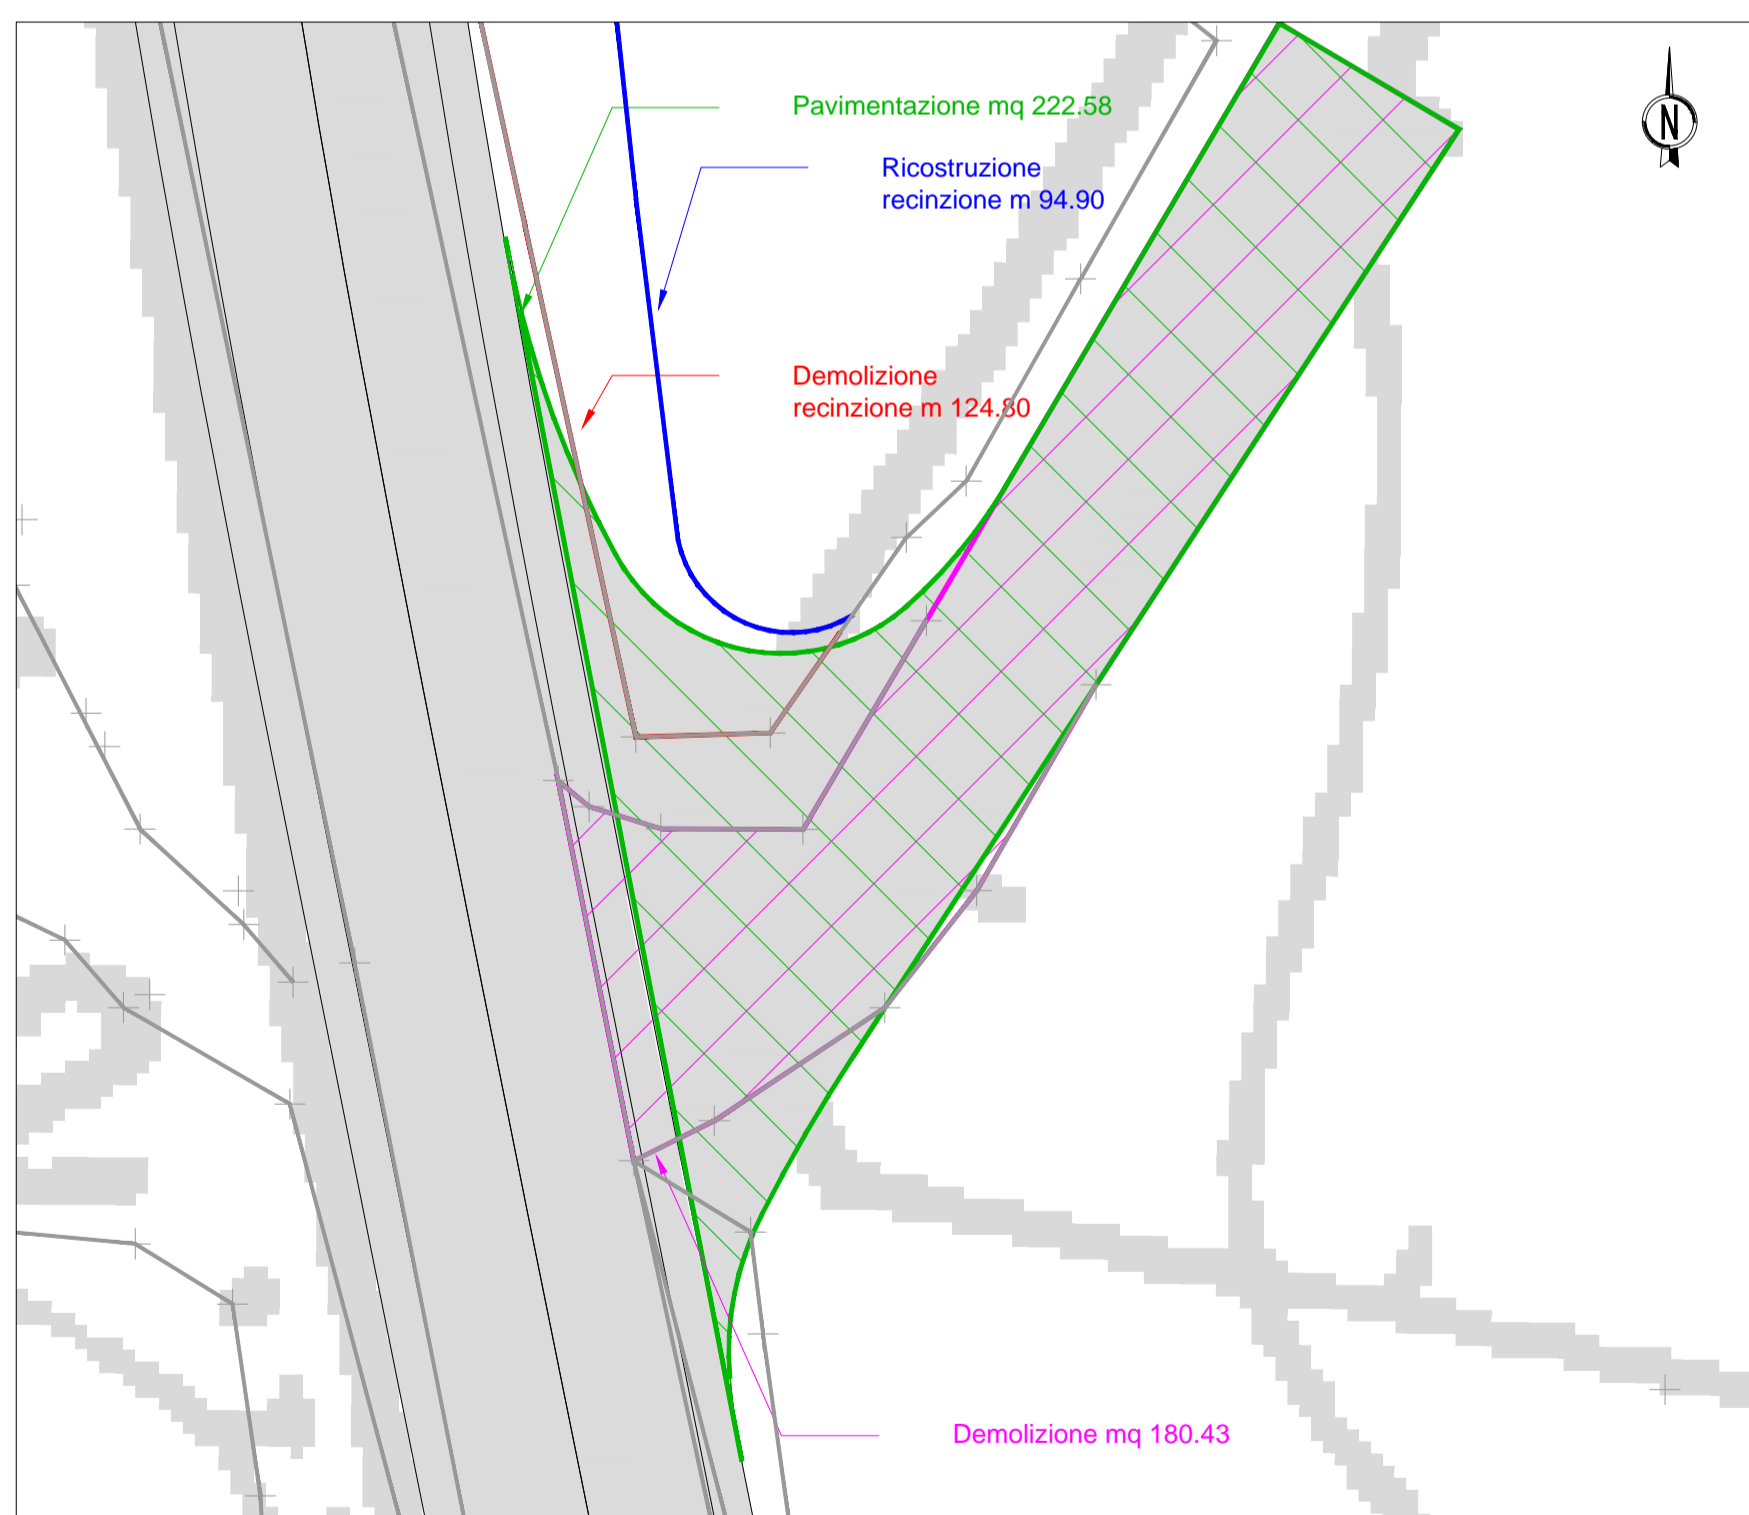 Pavimentazione mq 222.58
N
Ricostruzione
recinzione m 94.90
Demolizione
recinzione m 124.80
Demolizione mq 180.43